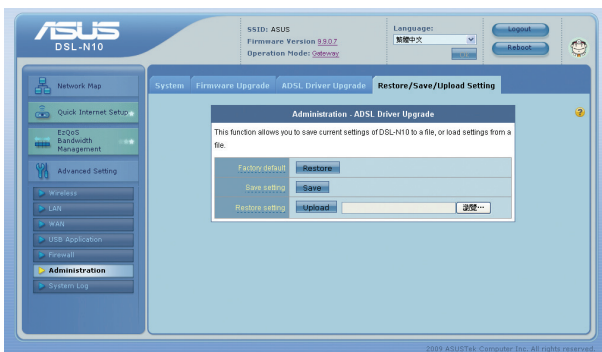 ASUS
DSL-N10
SSID: ASUS
Firmware Version 9.9.0.7
Operation Mode: Gateway
Language:
繁體中文
Logout
Reboot
Network Map
Quick Internet Setup
EzQoS
Bandwidth
Management
Advanced Setting
Wireless
LAN
WAN
USB Application
Firewall
Administration
System Log
System
Firmware Upgrade
ADSL Driver Upgrade
Restore/Save/Upload Setting
Administration - ADSL Driver Upgrade
This function allows you to save current settings of DSL-N10 to a file, or load settings from a
file.
Factory default
Restore
Save setting
Save
Restore setting
Upload
瀏覽...
2009 ASUSTek Computer Inc. All rights reserved.